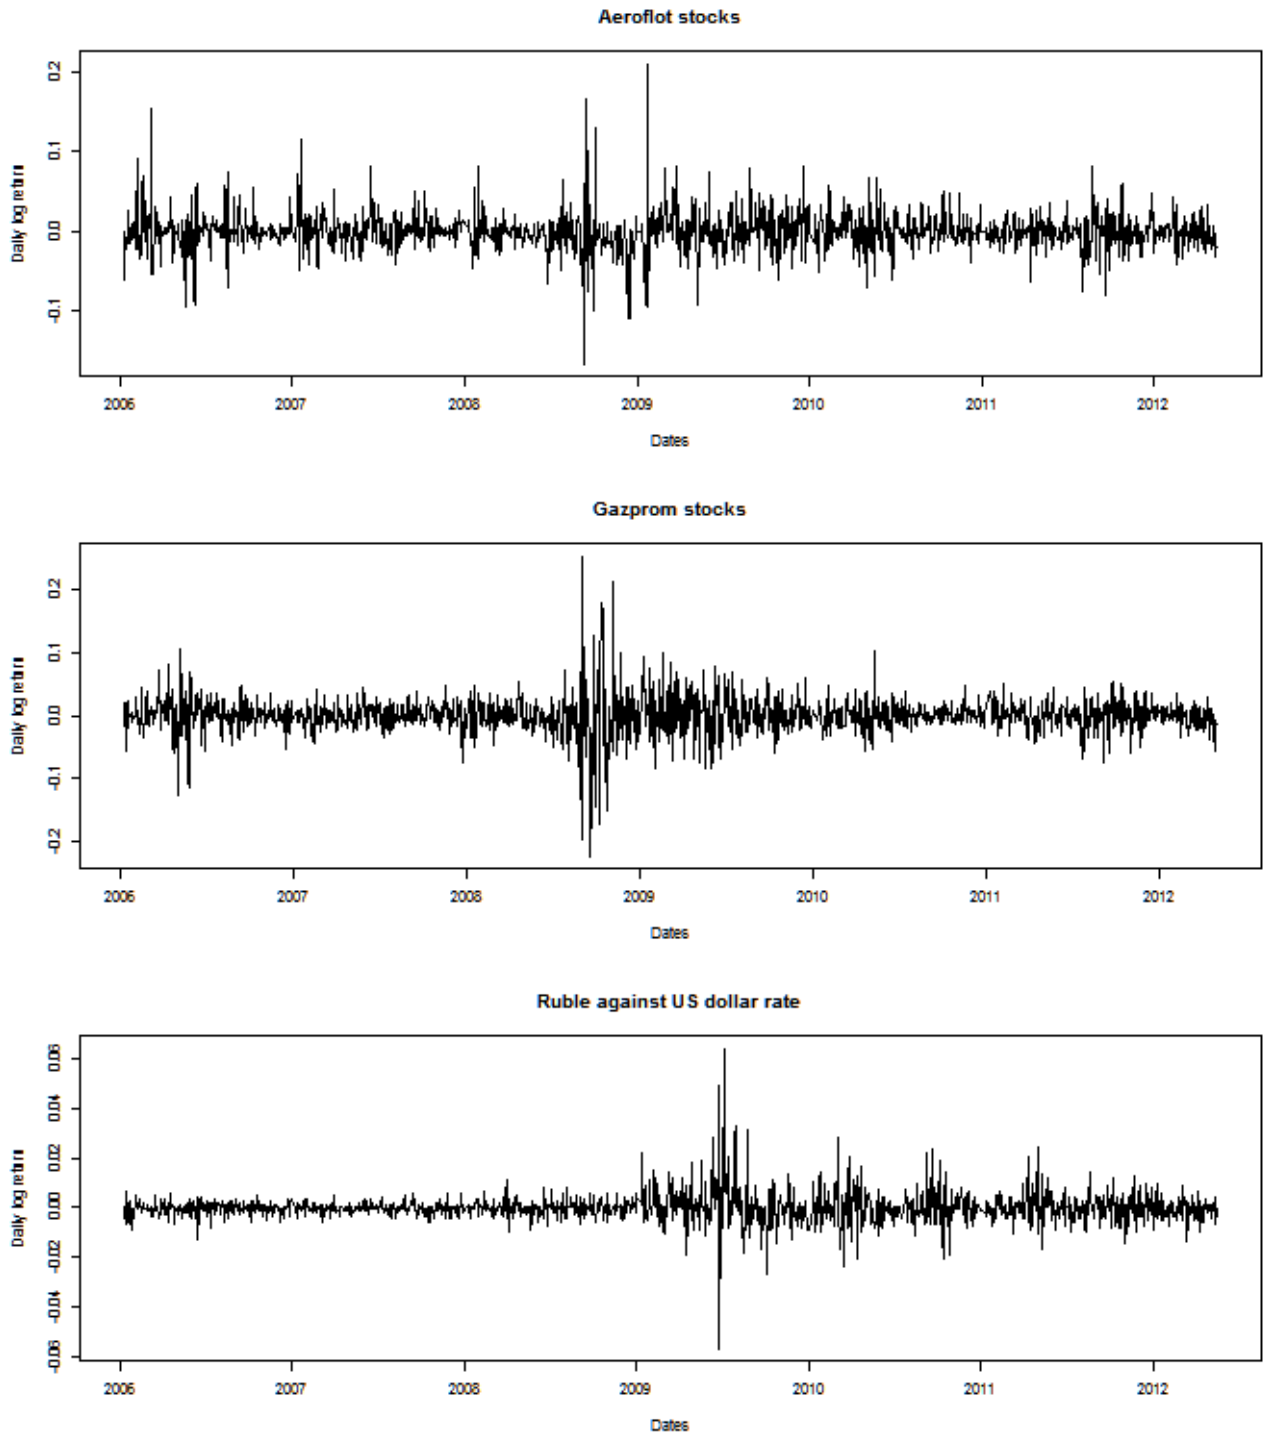 Aeroflot stocks
Daily log return
0.2
0.1
0.0
-0.1
2006 2007 2008 2009 2010 2011 2012
Dates
Gazprom stocks
Daily log return
0.2
0.1
0.0
-0.1
-0.2
2006 2007 2008 2009 2010 2011 2012
Dates
Ruble against US dollar rate
Daily log return
0.06
0.04
0.02
0.00
-0.02
-0.04
-0.06
2006 2007 2008 2009 2010 2011 2012
Dates